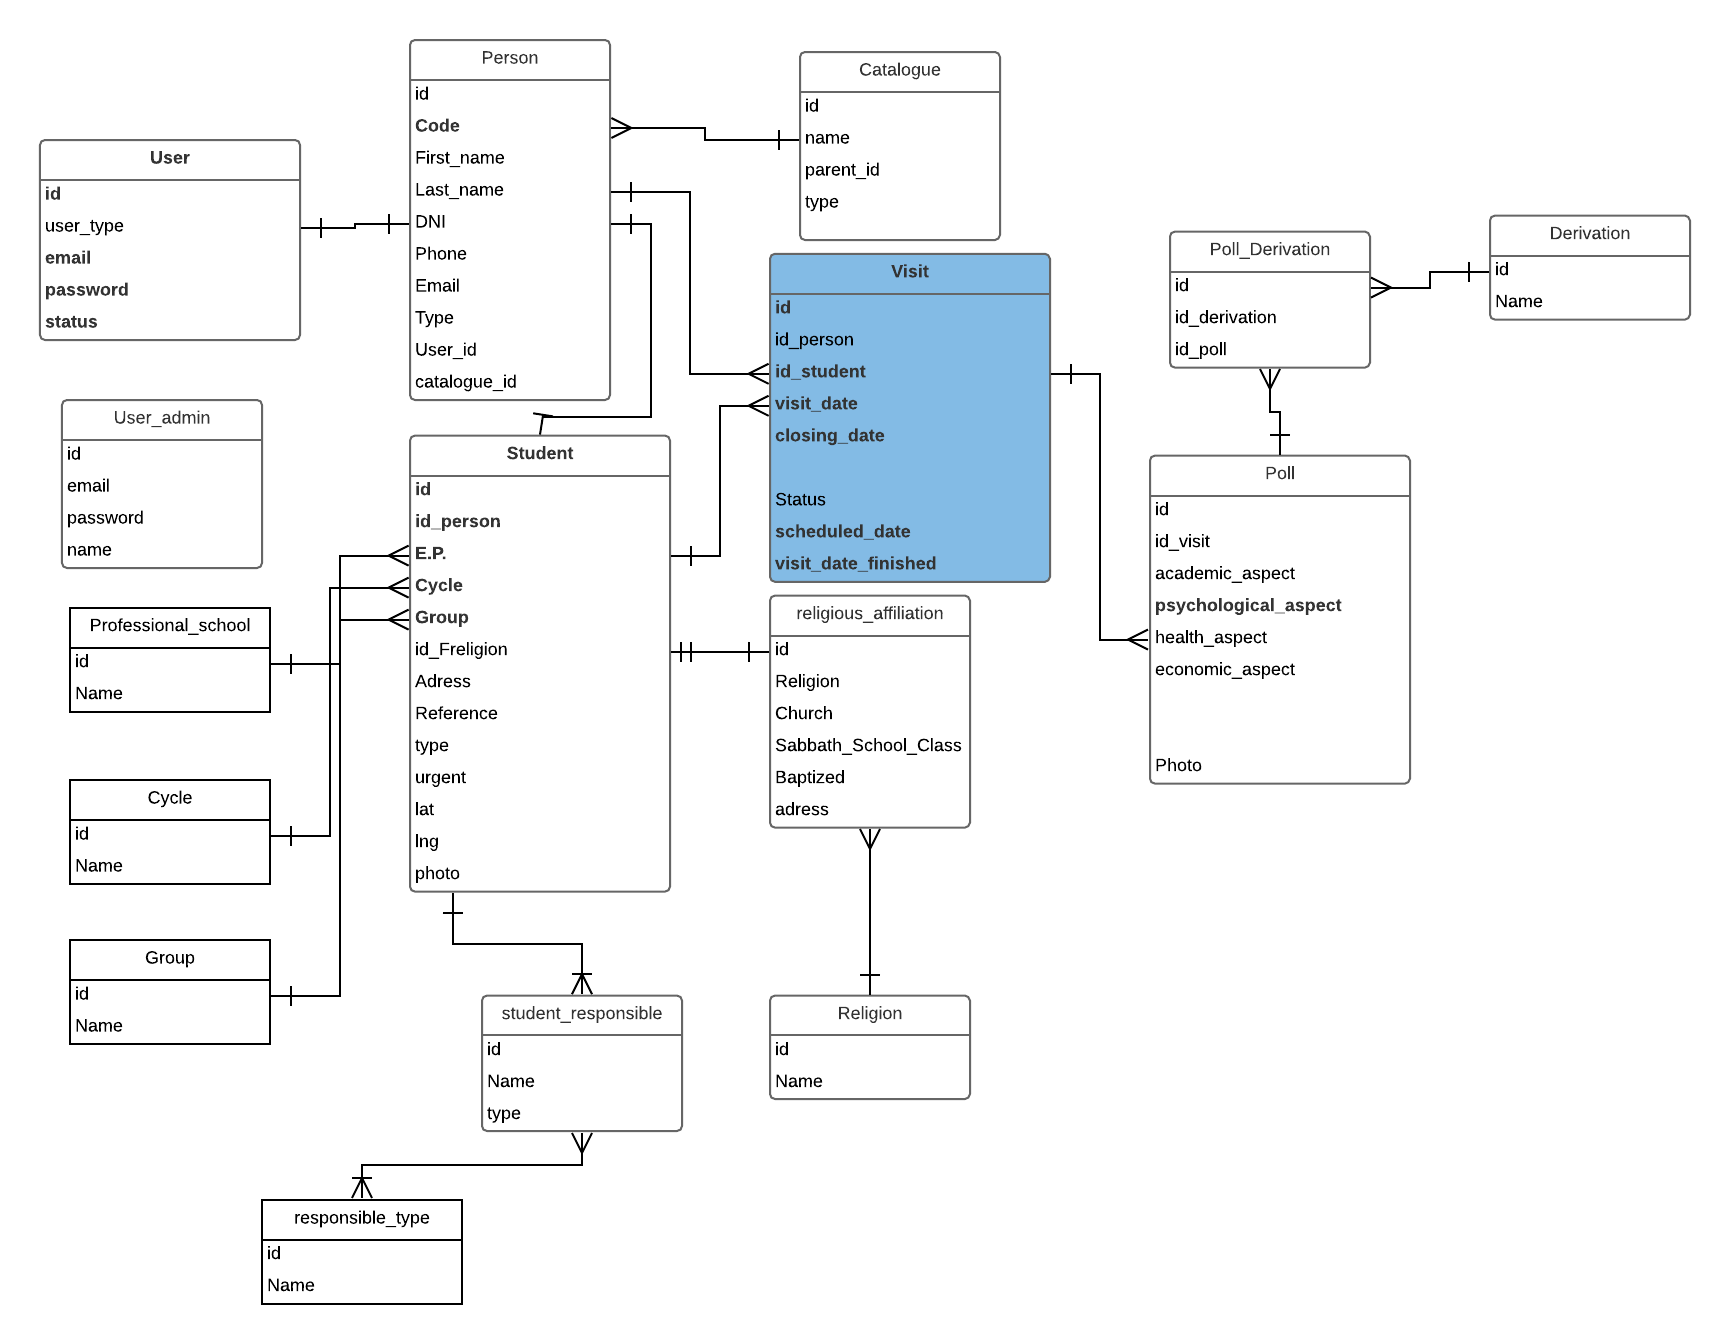 Person
id
Code
First_name
Last_name
DNI
Phone
Email
Type
User_id
catalogue_id
Catalogue
id
name
parent_id
type
User
id
user_type
email
password
status
Visit
id
id_person
id_student
visit_date
closing_date
Status
scheduled_date
visit_date_finished
Poll_Derivation
id
id_derivation
id_poll
Derivation
id
Name
User_admin
id
email
password
name
Student
id
id_person
E.P.
Cycle
Group
id_Freligion
Adress
Reference
type
urgent
lat
lng
photo
Poll
id
id_visit
academic_aspect
psychological_aspect
health_aspect
economic_aspect
Photo
Professional_school
id
Name
religious_affiliation
id
Religion
Church
Sabbath_School_Class
Baptized
adress
Cycle
id
Name
Group
id
Name
student_responsible
id
Name
type
Religion
id
Name
responsible_type
id
Name